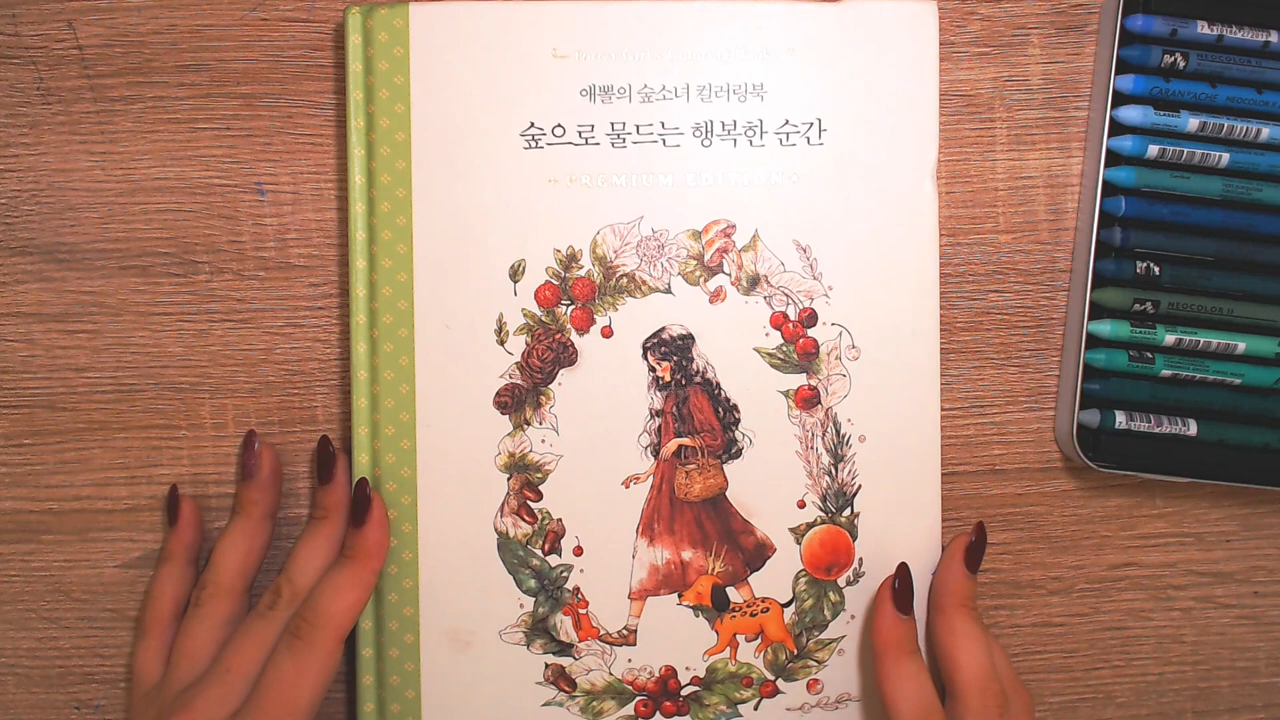 애뽈의 숲소녀 컬러링북
숲으로 물드는 행복한 순간
PREMIUM EDITION
NEOCOLOR II
CARAN D'ACHE NEOCOLOR II
CLASSIC
NEOCOLOR II
CLASSIC
CLASSIC